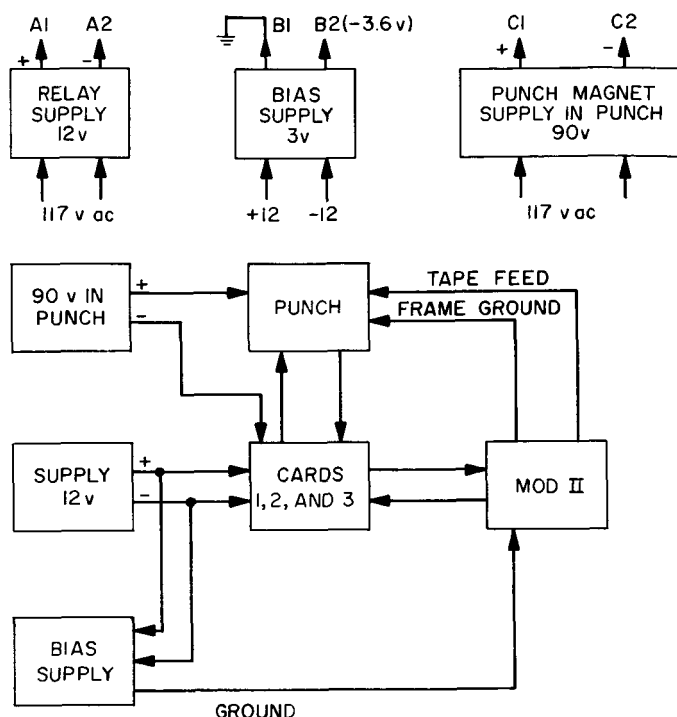 A1 A2 B1 B2(-3.6 v) C1 C2
+ - + -
RELAY
SUPPLY
12v
BIAS
SUPPLY
3v
PUNCH MAGNET
SUPPLY IN PUNCH
90v
117 v ac +12 -12 117 v ac
90 v IN
PUNCH
+
-
PUNCH
TAPE FEED
FRAME GROUND
SUPPLY
12v
+
-
CARDS
1, 2, AND 3
MOD II
BIAS
SUPPLY
GROUND